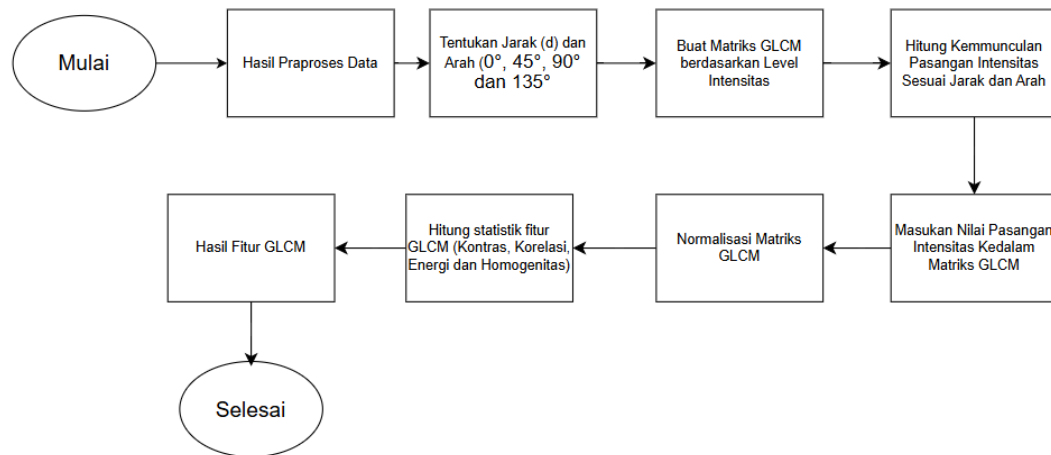 Mulai
Hasil Praproses Data
Tentukan Jarak (d) dan
Arah (0°, 45°, 90°
dan 135°
Buat Matriks GLCM
berdasarkan Level
Intensitas
Hitung Kemmunculan
Pasangan Intensitas
Sesuai Jarak dan Arah
Masukan Nilai Pasangan
Intensitas Kedalam
Matriks GLCM
Normalisasi Matriks
GLCM
Hitung statistik fitur
GLCM (Kontras, Korelasi,
Energi dan Homogenitas)
Hasil Fitur GLCM
Selesai